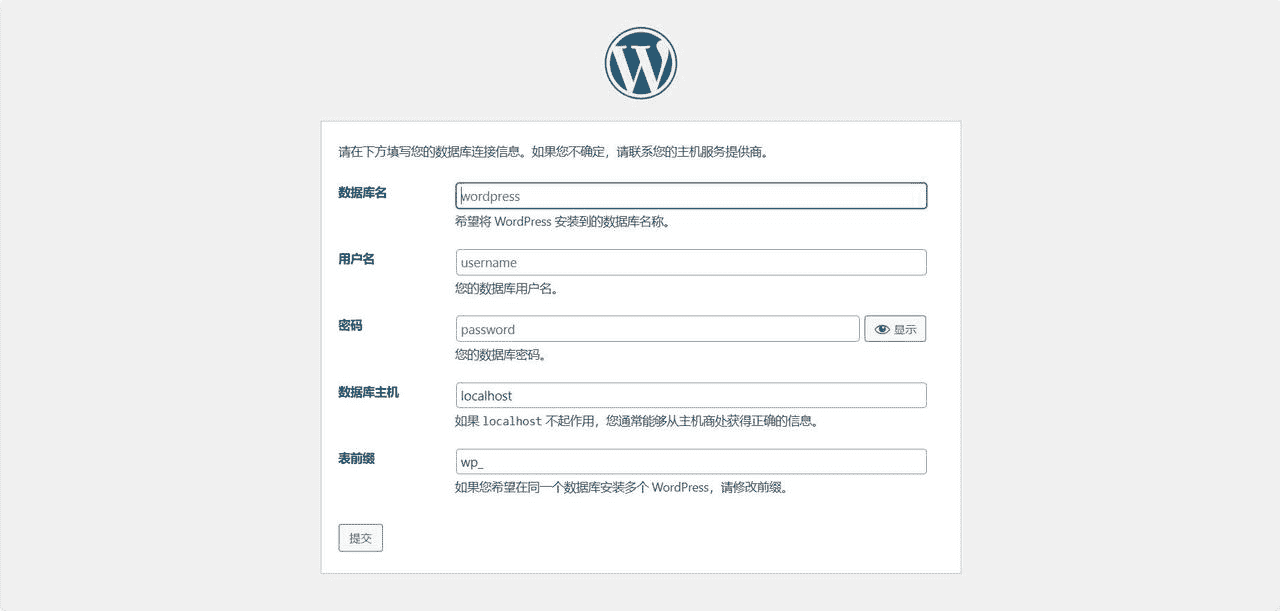 请在下方填写您的数据库连接信息。如果您不确定，请联系您的主机服务提供商。
数据库名
wordpress
希望将 WordPress 安装到的数据库名称。
用户名
username
您的数据库用户名。
密码
password
显示
您的数据库密码。
数据库主机
localhost
如果 localhost 不起作用，您通常能够从主机商处获得正确的信息。
表前缀
wp_
如果您希望在同一个数据库安装多个 WordPress，请修改前缀。
提交